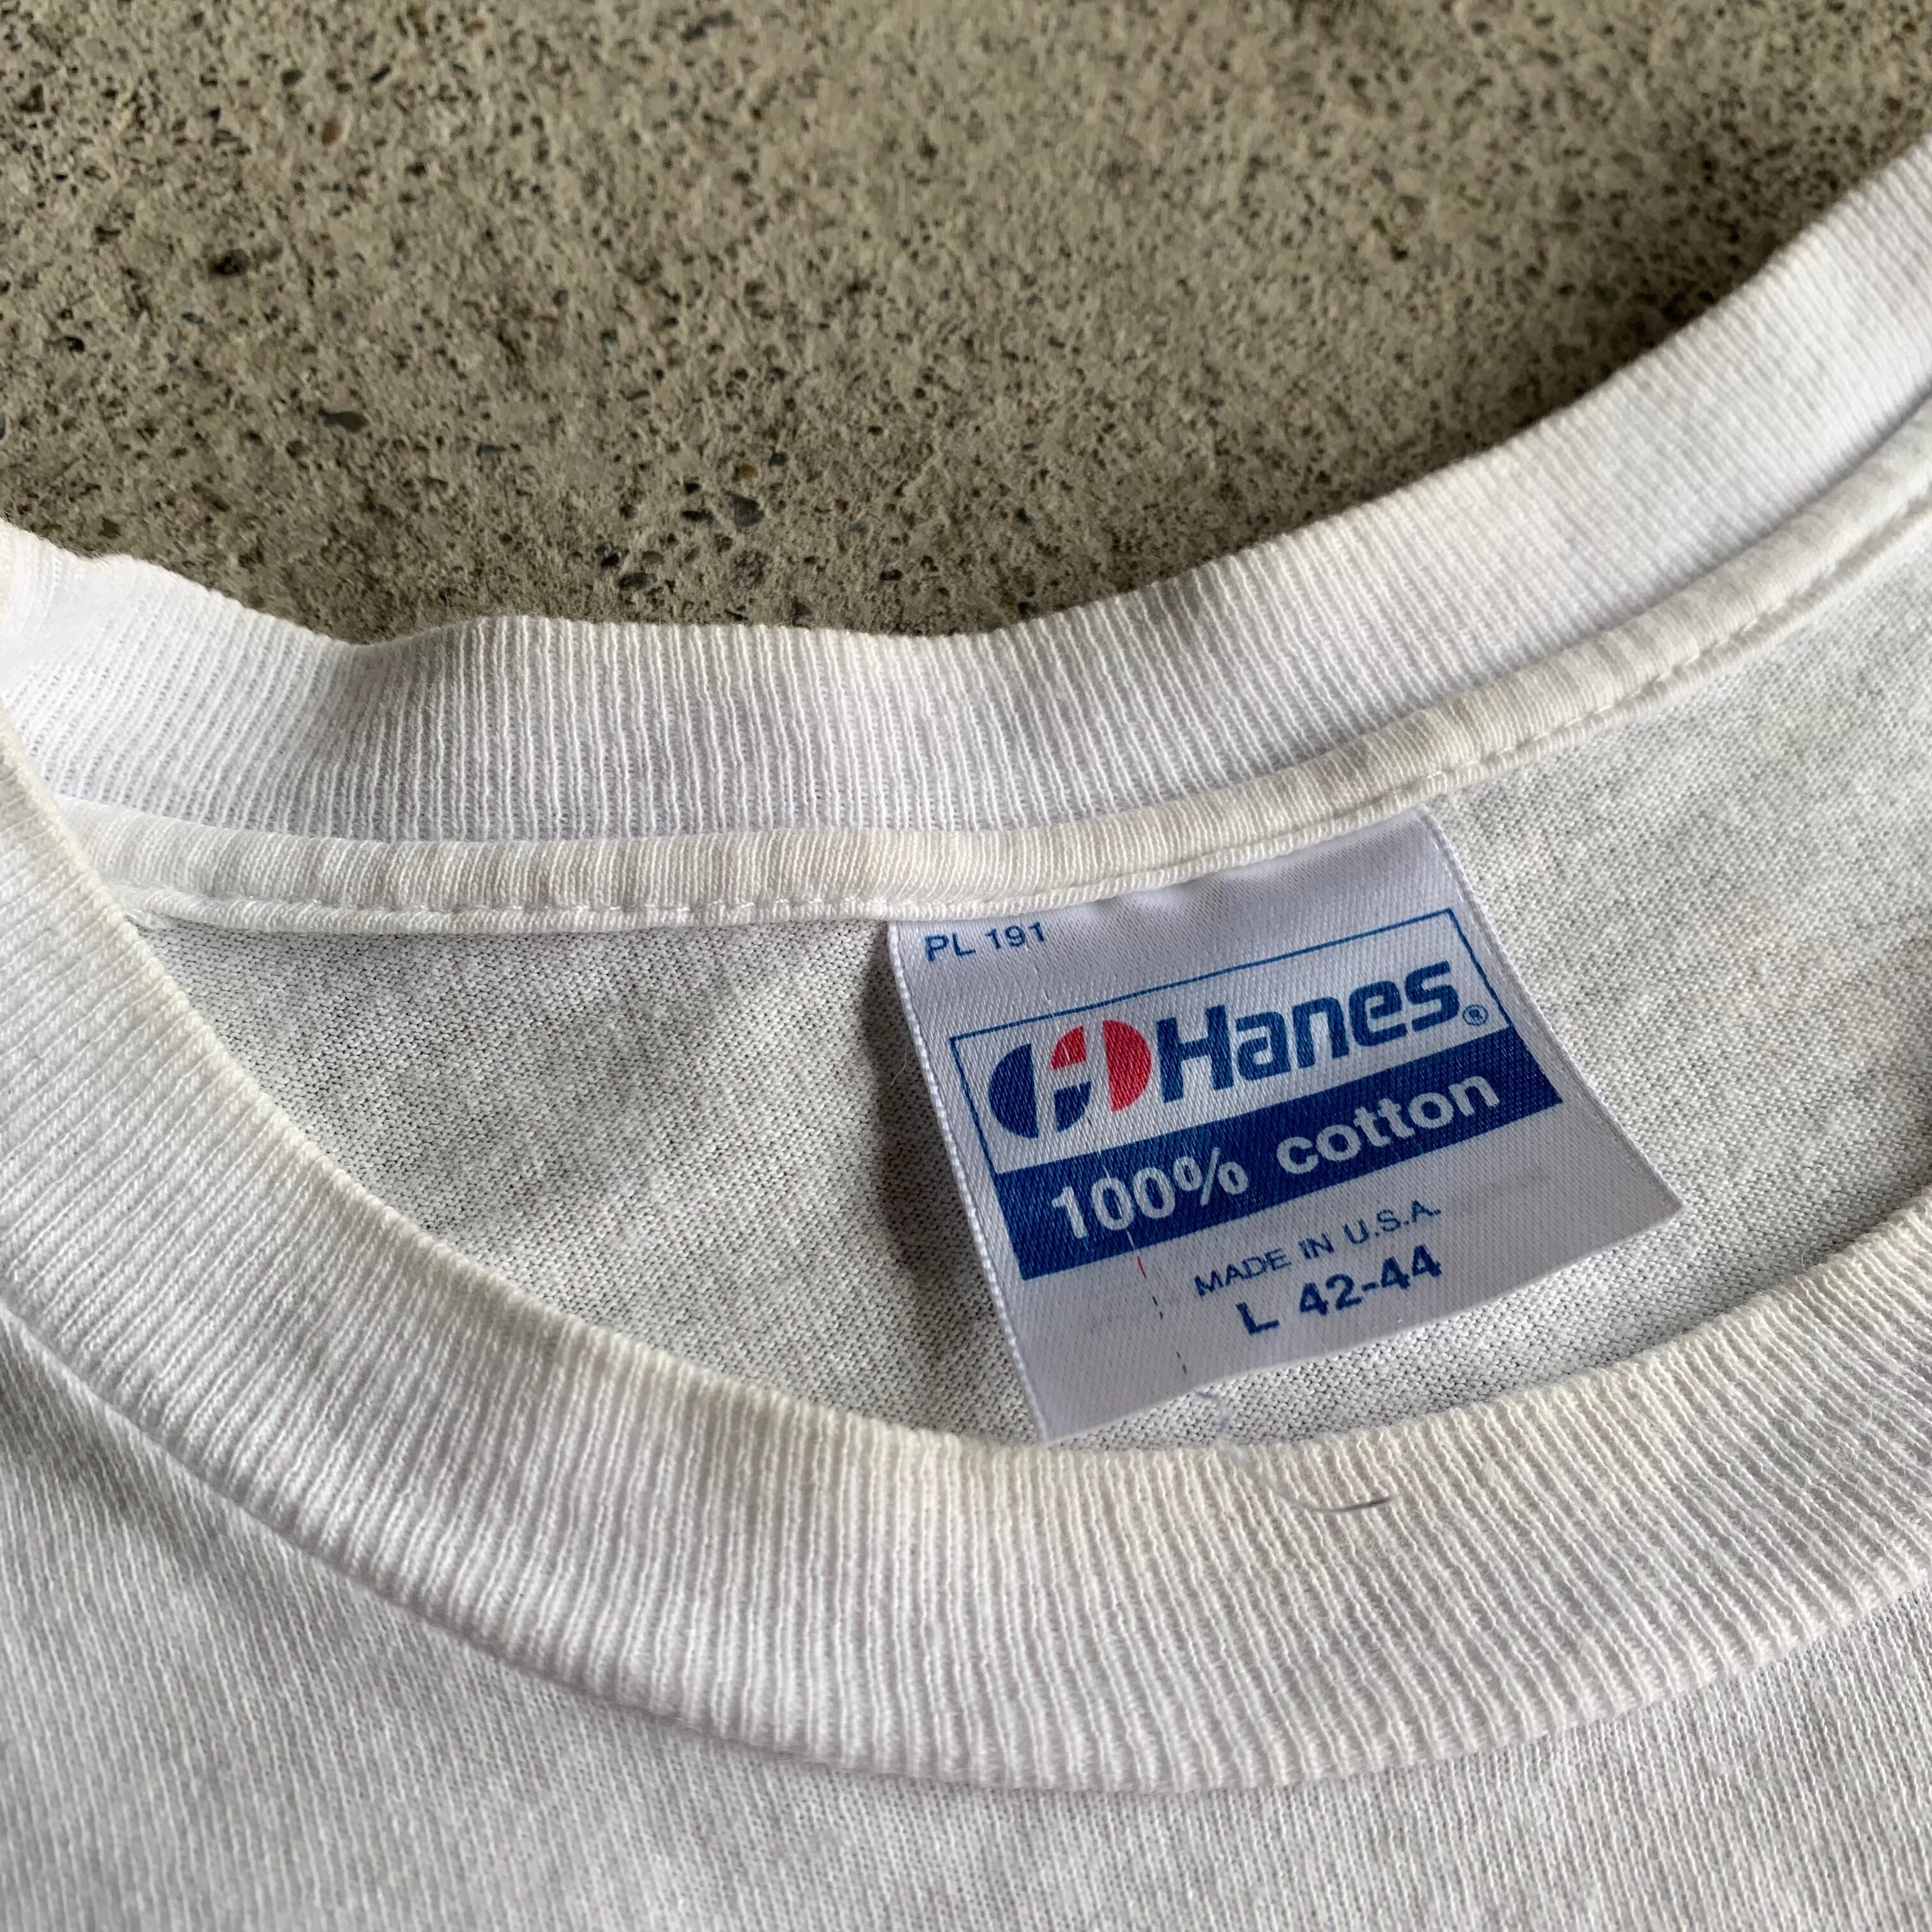 PL 191
Hanes®
100% cotton
MADE IN U.S.A.
L 42-44